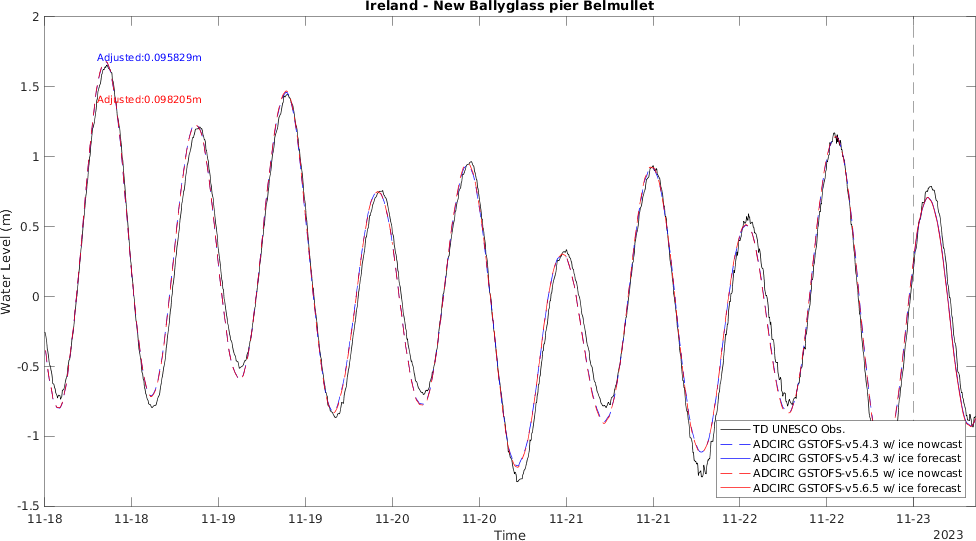 Ireland - New Ballyglass pier Belmullet
Adjusted:0.095829m
Adjusted:0.098205m
Water Level (m)
2
1.5
1
0.5
0
-0.5
-1
-1.5
TD UNESCO Obs.
ADCIRC GSTOFS-v5.4.3 w/ ice nowcast
ADCIRC GSTOFS-v5.4.3 w/ ice forecast
ADCIRC GSTOFS-v5.6.5 w/ ice nowcast
ADCIRC GSTOFS-v5.6.5 w/ ice forecast
11-18 11-18 11-19 11-19 11-20 11-20 11-21 11-21 11-22 11-22 11-23
Time
2023